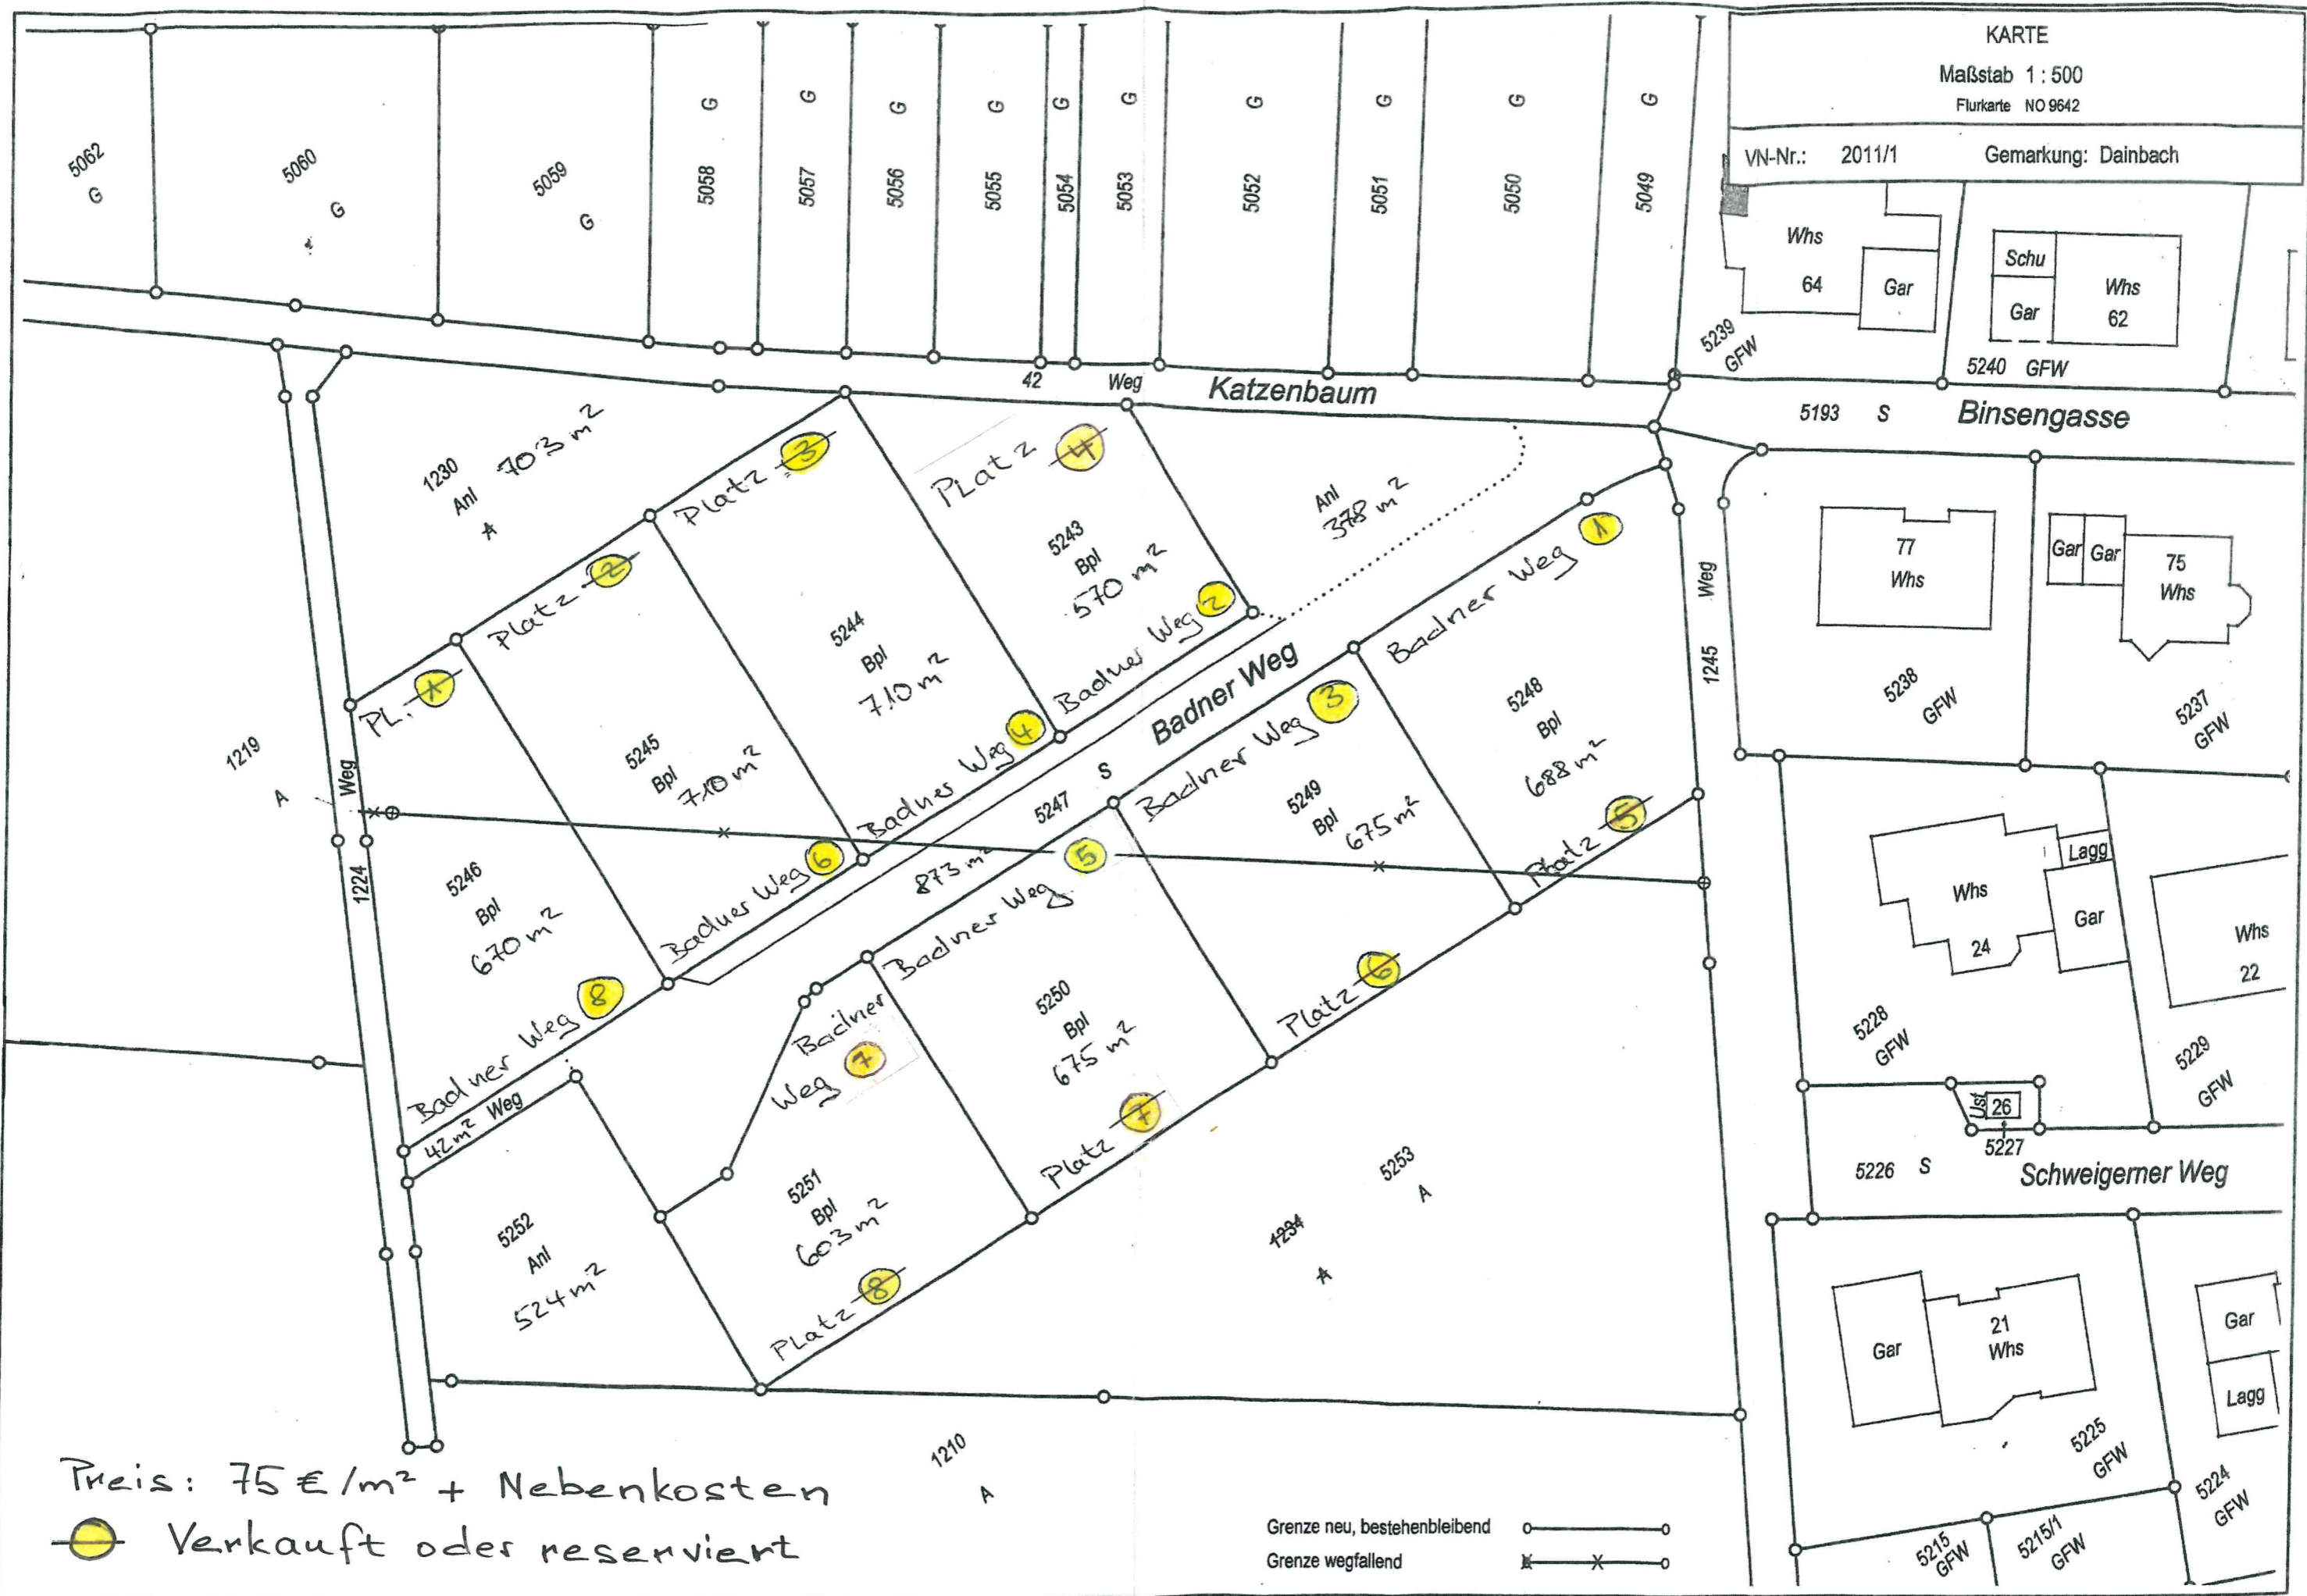 KARTE
Maßstab 1 : 500
Flurkarte NO 9642
VN-Nr.: 2011/1 Gemarkung: Dainbach
5062
G
5060
G
5059
G
5058 G
5057 G
5056 G
5055 G
5054 G
5053 G
5052 G
5051 G
5050 G
5049 G
Whs
64
Gar
5239
GFW
Schu
Gar
Whs
62
5240 GFW
42 Weg Katzenbaum
5193 S Binsengasse
1230
Anl 703 m²
A
Platz 3
Platz 4
5243
Bpl
570 m²
Badner Weg 2
Anl
378 m²
Badner Weg 1
Platz 2
5244
Bpl
710 m²
Badner Weg 4
Pl. 1
5245
Bpl
710 m²
Badner Weg 6
1219
A
Weg
1224
5246
Bpl
670 m²
Badner Weg 8
42 m² Weg
Badner Weg
S
5247
873 m²
Badner Weg 3
5248
Bpl
688 m²
Platz 5
5249
Bpl
675 m²
Platz 6
Badner Weg 5
5250
Bpl
675 m²
Platz 7
Badner
Weg 7
5251
Bpl
603 m²
Platz 8
5252
Anl
524 m²
5253
A
1234
A
Weg
1245
77
Whs
5238
GFW
Gar Gar
75
Whs
5237
GFW
Whs
24
Lagg
Gar
Whs
22
5228
GFW
5229
GFW
Ust 26
5227
5226 S Schweigerner Weg
Gar
21
Whs
Gar
Lagg
5225
GFW
5224
GFW
5215
GFW
5215/1
GFW
1210
A
Preis: 75 €/m² + Nebenkosten
Verkauft oder reserviert
Grenze neu, bestehenbleibend
Grenze wegfallend